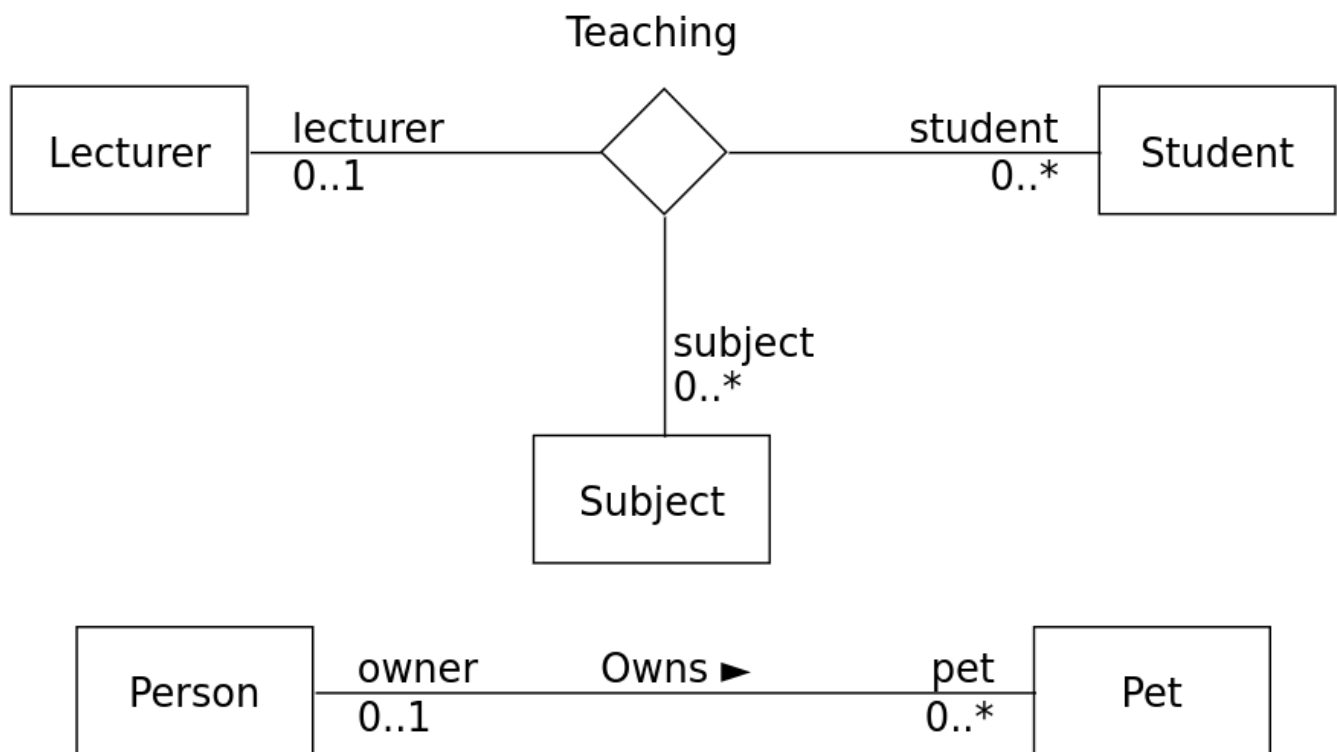 Teaching
Lecturer
lecturer
0..1
student
0..*
Student
subject
0..*
Subject
Person
owner
0..1
Owns ►
pet
0..*
Pet